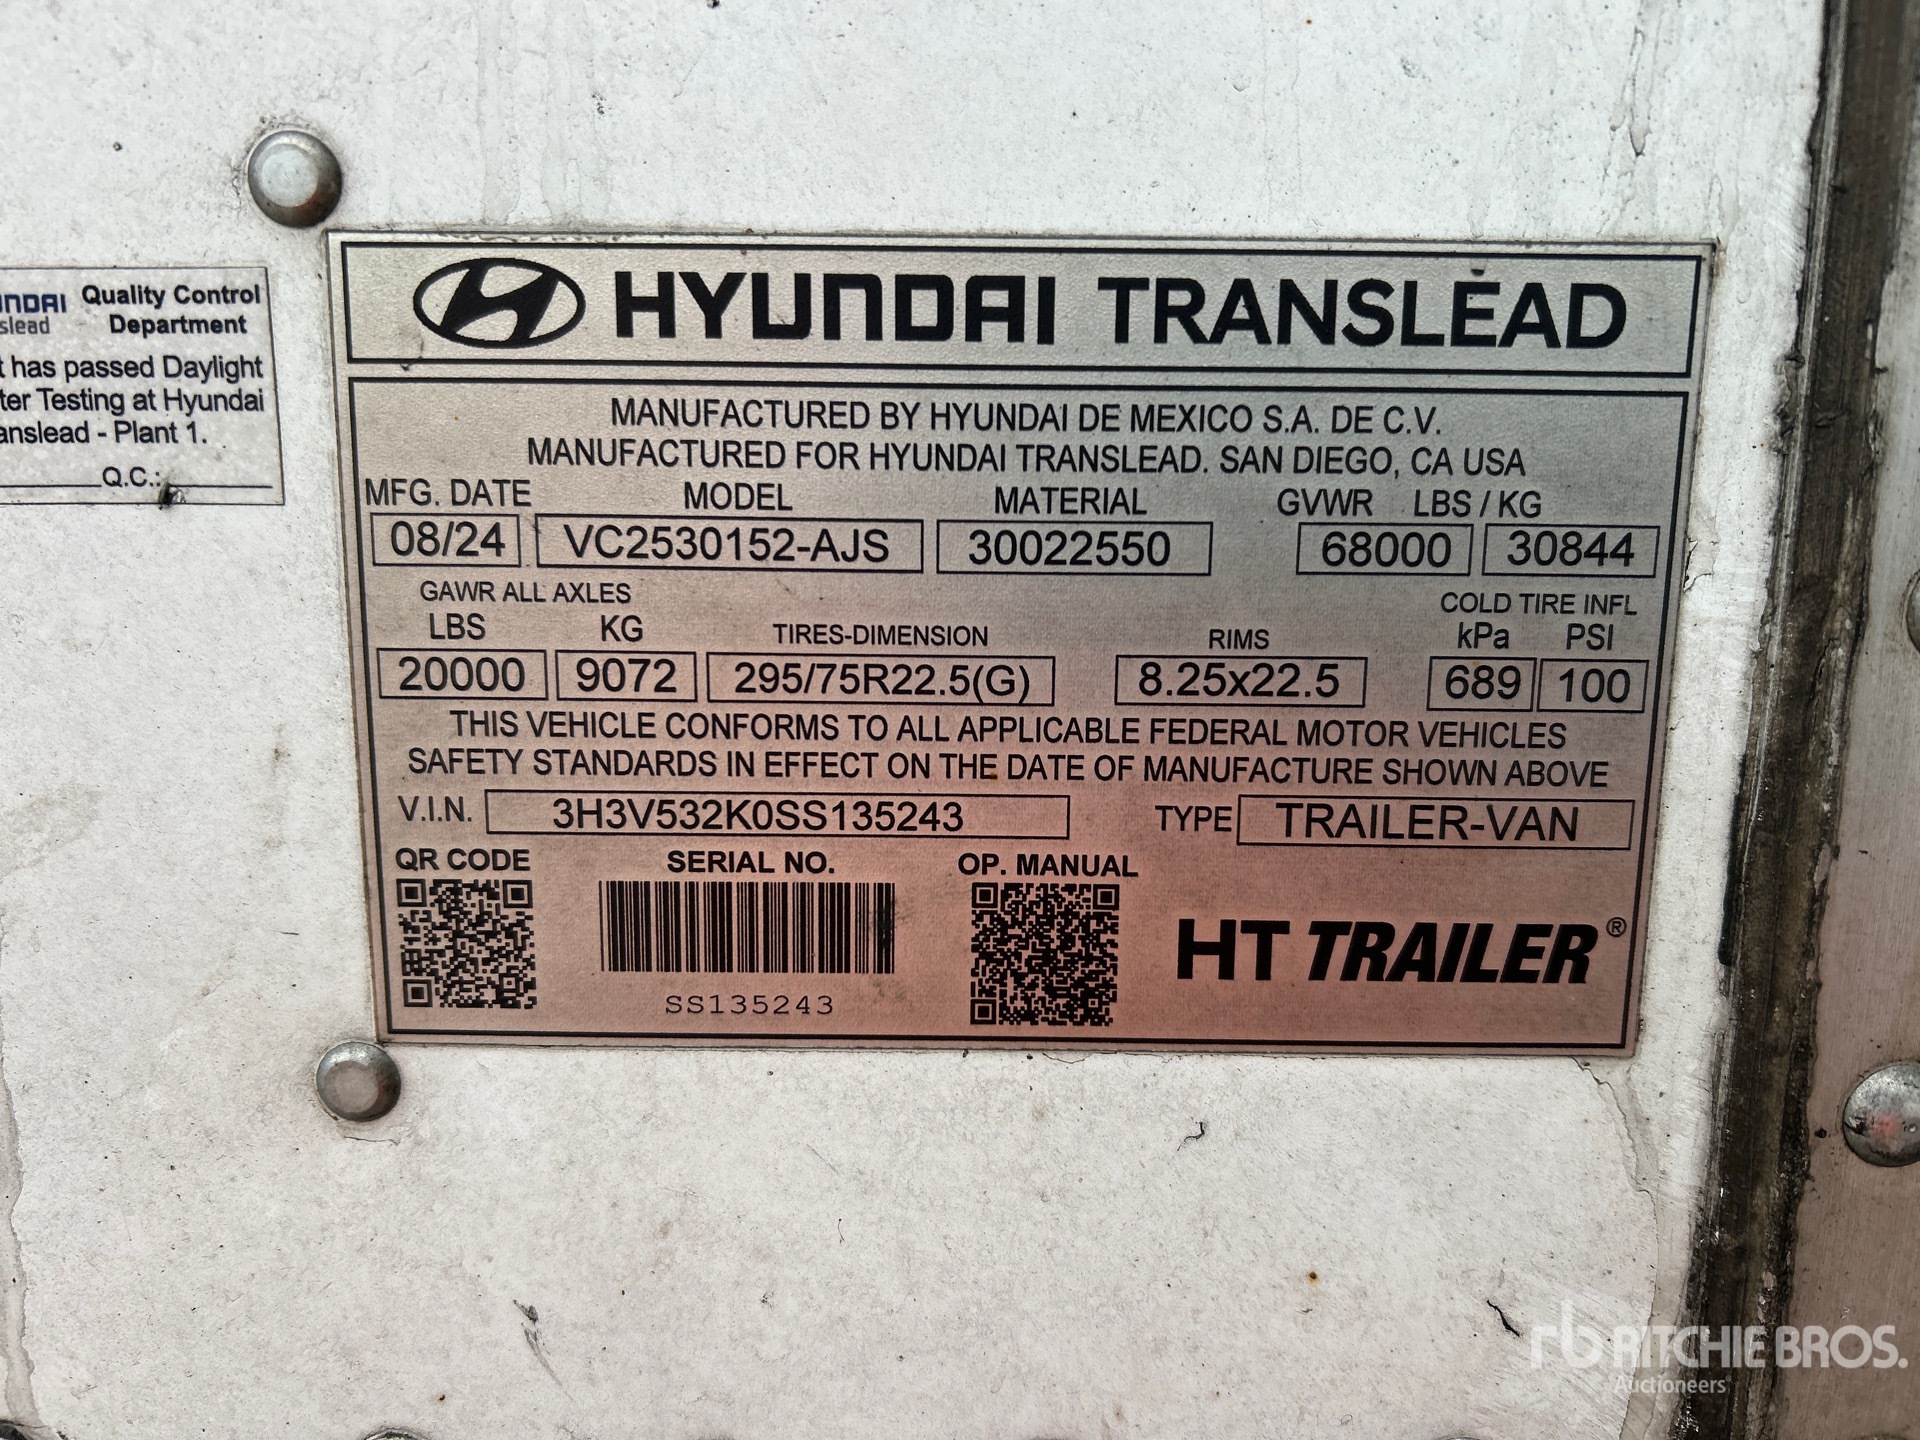 HYUNDAI TRANSLEAD
MANUFACTURED BY HYUNDAI DE MEXICO S.A. DE C.V.
MANUFACTURED FOR HYUNDAI TRANSLEAD. SAN DIEGO, CA USA
MFG. DATE MODEL MATERIAL GVWR LBS / KG
08/24 VC2530152-AJS 30022550 68000 30844
GAWR ALL AXLES COLD TIRE INFL
LBS KG TIRES-DIMENSION RIMS kPa PSI
20000 9072 295/75R22.5(G) 8.25x22.5 689 100
THIS VEHICLE CONFORMS TO ALL APPLICABLE FEDERAL MOTOR VEHICLES
SAFETY STANDARDS IN EFFECT ON THE DATE OF MANUFACTURE SHOWN ABOVE
V.I.N. 3H3V532K0SS135243 TYPE TRAILER-VAN
QR CODE SERIAL NO. OP. MANUAL
HT TRAILER®
SS135243
Quality Control
Department
has passed Daylight
Testing at Hyundai
- Plant 1.
Q.C.:
rb RITCHIE BROS.
Auctioneers